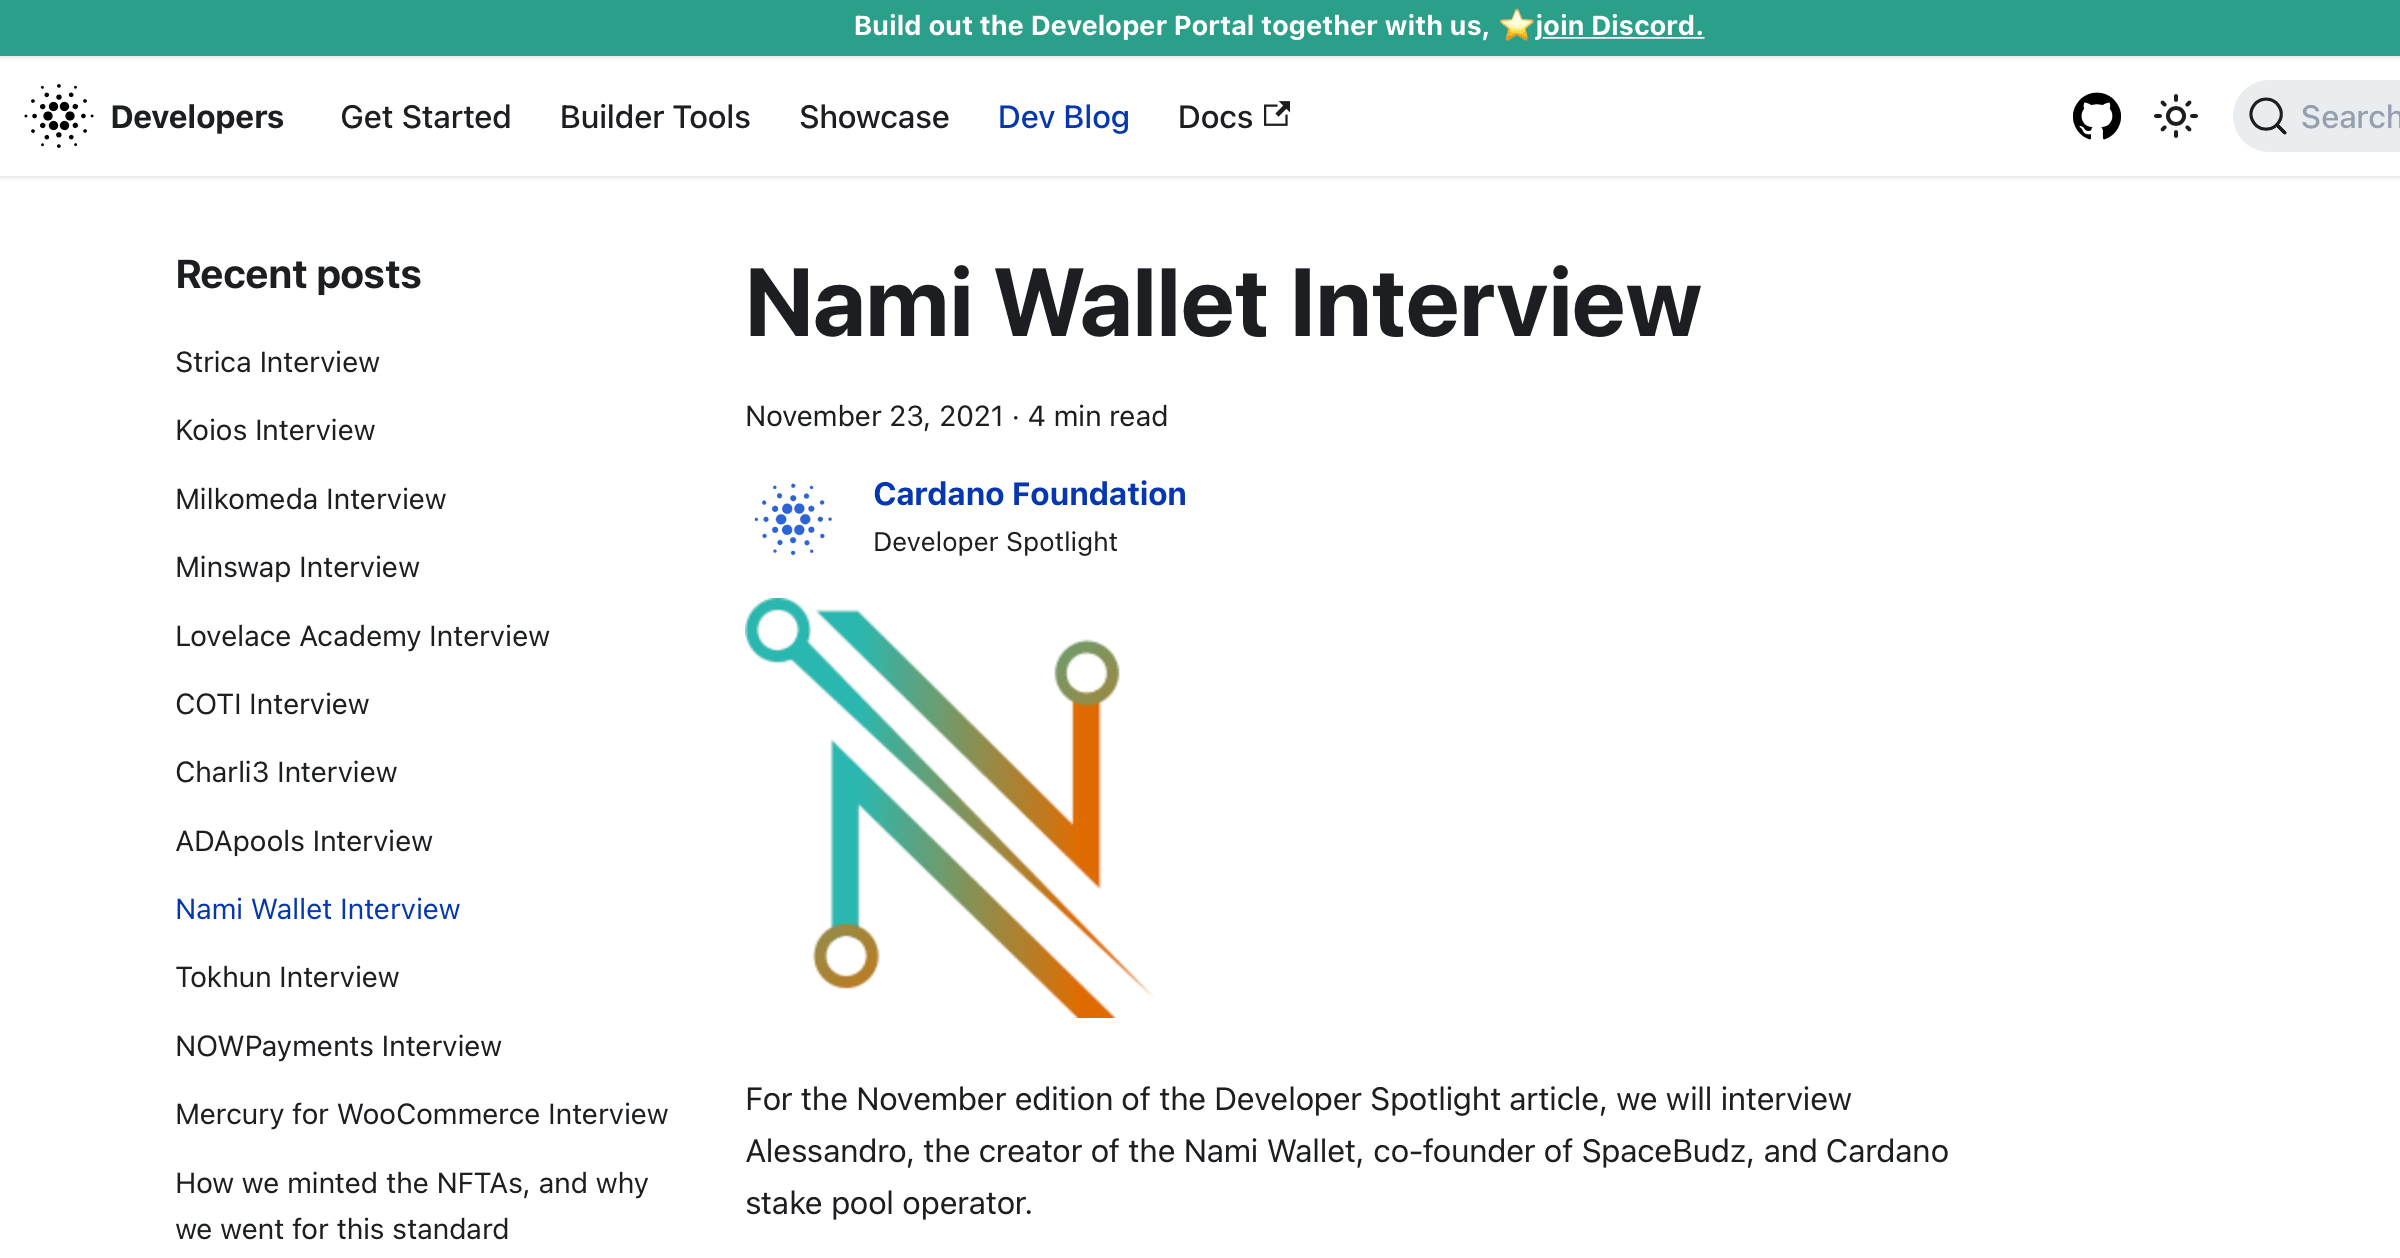 Build out the Developer Portal together with us, ⭐join Discord.
Developers Get Started Builder Tools Showcase Dev Blog Docs Search
Recent posts
Strica Interview
Koios Interview
Milkomeda Interview
Minswap Interview
Lovelace Academy Interview
COTI Interview
Charli3 Interview
ADApools Interview
Nami Wallet Interview
Tokhun Interview
NOWPayments Interview
Mercury for WooCommerce Interview
How we minted the NFTAs, and why
we went for this standard
Nami Wallet Interview
November 23, 2021 · 4 min read
Cardano Foundation
Developer Spotlight
For the November edition of the Developer Spotlight article, we will interview
Alessandro, the creator of the Nami Wallet, co-founder of SpaceBudz, and Cardano
stake pool operator.